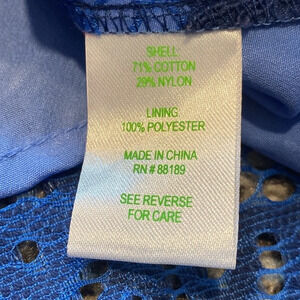 SHELL
71% COTTON
29% NYLON
LINING
100% POLYESTER
MADE IN CHINA
RN # 88189
SEE REVERSE
FOR CARE